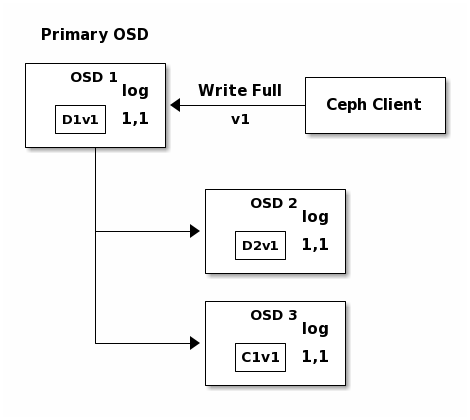 Primary OSD
OSD 1
log
D1v1 1,1
Write Full
v1
Ceph Client
OSD 2
log
D2v1 1,1
OSD 3
log
C1v1 1,1